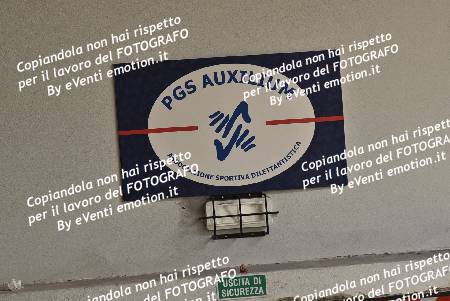 Copiandola non hai rispetto
per il lavoro del FOTOGRAFO
By eVenti emotion.it
Copiandola non hai rispetto
per il lavoro del FOTOGRAFO
By eVenti emotion.it
PGS AUXILIUM
ASSOCIAZIONE SPORTIVA DILETTANTISTICA
Copiandola non hai rispetto
per il lavoro del FOTOGRAFO
By eVenti emotion.it
Copiandola non hai rispetto
per il lavoro del FOTOGRAFO
By eVenti emotion.it
USCITA DI
SICUREZZA
Copiandola non hai rispetto
per il lavoro del FOTOGRAFO
Copiandola non hai rispetto
per il lavoro del FOTOGRAFO